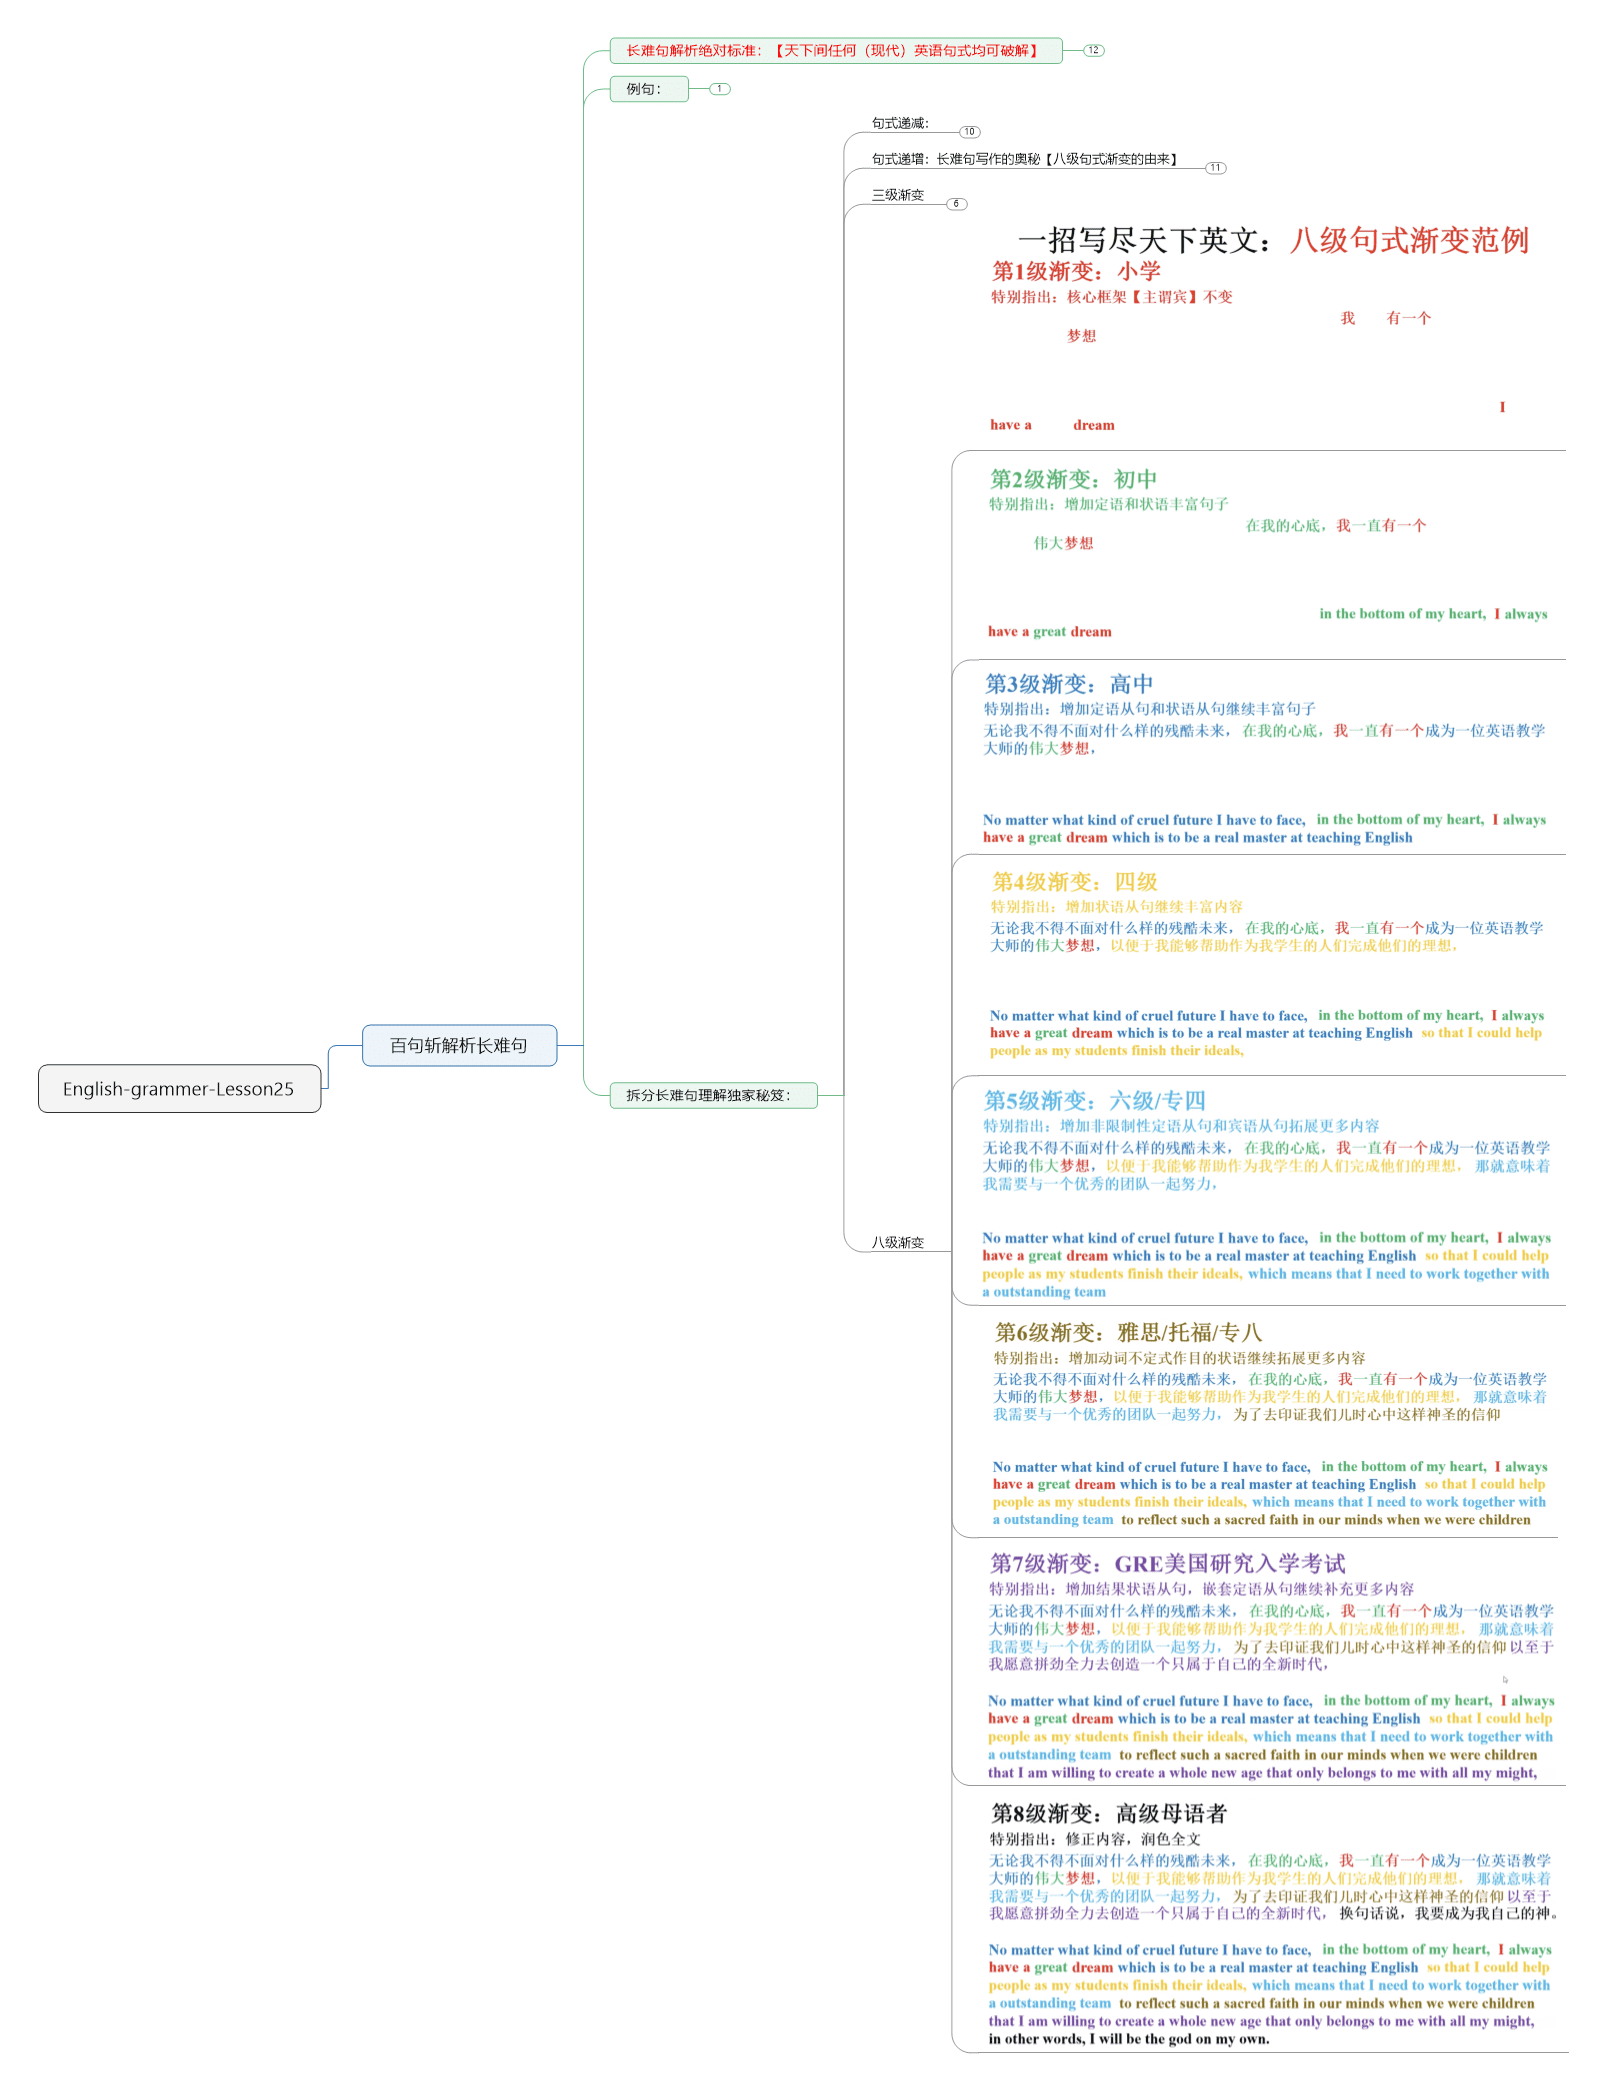 长难句解析绝对标准：【天下间任何（现代）英语句式均可破解】
12
例句：
1
句式递减：
10
句式递增：长难句写作的奥秘【八级句式渐变的由来】
11
三级渐变
6
一招写尽天下英文：八级句式渐变范例
第1级渐变：小学
特别指出：核心框架【主谓宾】不变
我 有一个
梦想
I
have a dream
第2级渐变：初中
特别指出：增加定语和状语丰富句子
在我的心底，我一直有一个
伟大梦想
in the bottom of my heart, I always
have a great dream
第3级渐变：高中
特别指出：增加定语从句和状语从句继续丰富句子
无论我不得不面对什么样的残酷未来，在我的心底，我一直有一个成为一位英语教学
大师的伟大梦想，
No matter what kind of cruel future I have to face, in the bottom of my heart, I always
have a great dream which is to be a real master at teaching English
第4级渐变：四级
特别指出：增加状语从句继续丰富内容
无论我不得不面对什么样的残酷未来，在我的心底，我一直有一个成为一位英语教学
大师的伟大梦想，以便于我能够帮助作为我学生的人们完成他们的理想，
No matter what kind of cruel future I have to face, in the bottom of my heart, I always
have a great dream which is to be a real master at teaching English so that I could help
people as my students finish their ideals,
English-grammer-Lesson25
百句斩解析长难句
拆分长难句理解独家秘笈：
八级渐变
第5级渐变：六级/专四
特别指出：增加非限制性定语从句和宾语从句拓展更多内容
无论我不得不面对什么样的残酷未来，在我的心底，我一直有一个成为一位英语教学
大师的伟大梦想，以便于我能够帮助作为我学生的人们完成他们的理想，那就意味着
我需要与一个优秀的团队一起努力，
No matter what kind of cruel future I have to face, in the bottom of my heart, I always
have a great dream which is to be a real master at teaching English so that I could help
people as my students finish their ideals, which means that I need to work together with
a outstanding team
第6级渐变：雅思/托福/专八
特别指出：增加动词不定式作目的状语继续拓展更多内容
无论我不得不面对什么样的残酷未来，在我的心底，我一直有一个成为一位英语教学
大师的伟大梦想，以便于我能够帮助作为我学生的人们完成他们的理想，那就意味着
我需要与一个优秀的团队一起努力，为了去印证我们儿时心中这样神圣的信仰
No matter what kind of cruel future I have to face, in the bottom of my heart, I always
have a great dream which is to be a real master at teaching English so that I could help
people as my students finish their ideals, which means that I need to work together with
a outstanding team to reflect such a sacred faith in our minds when we were children
第7级渐变：GRE美国研究入学考试
特别指出：增加结果状语从句，嵌套定语从句继续补充更多内容
无论我不得不面对什么样的残酷未来，在我的心底，我一直有一个成为一位英语教学
大师的伟大梦想，以便于我能够帮助作为我学生的人们完成他们的理想，那就意味着
我需要与一个优秀的团队一起努力，为了去印证我们儿时心中这样神圣的信仰以至于
我愿意拼劲全力去创造一个只属于自己的全新时代，
No matter what kind of cruel future I have to face, in the bottom of my heart, I always
have a great dream which is to be a real master at teaching English so that I could help
people as my students finish their ideals, which means that I need to work together with
a outstanding team to reflect such a sacred faith in our minds when we were children
that I am willing to create a whole new age that only belongs to me with all my might,
第8级渐变：高级母语者
特别指出：修正内容，润色全文
无论我不得不面对什么样的残酷未来，在我的心底，我一直有一个成为一位英语教学
大师的伟大梦想，以便于我能够帮助作为我学生的人们完成他们的理想，那就意味着
我需要与一个优秀的团队一起努力，为了去印证我们儿时心中这样神圣的信仰以至于
我愿意拼劲全力去创造一个只属于自己的全新时代，换句话说，我要成为我自己的神。
No matter what kind of cruel future I have to face, in the bottom of my heart, I always
have a great dream which is to be a real master at teaching English so that I could help
people as my students finish their ideals, which means that I need to work together with
a outstanding team to reflect such a sacred faith in our minds when we were children
that I am willing to create a whole new age that only belongs to me with all my might,
in other words, I will be the god on my own.